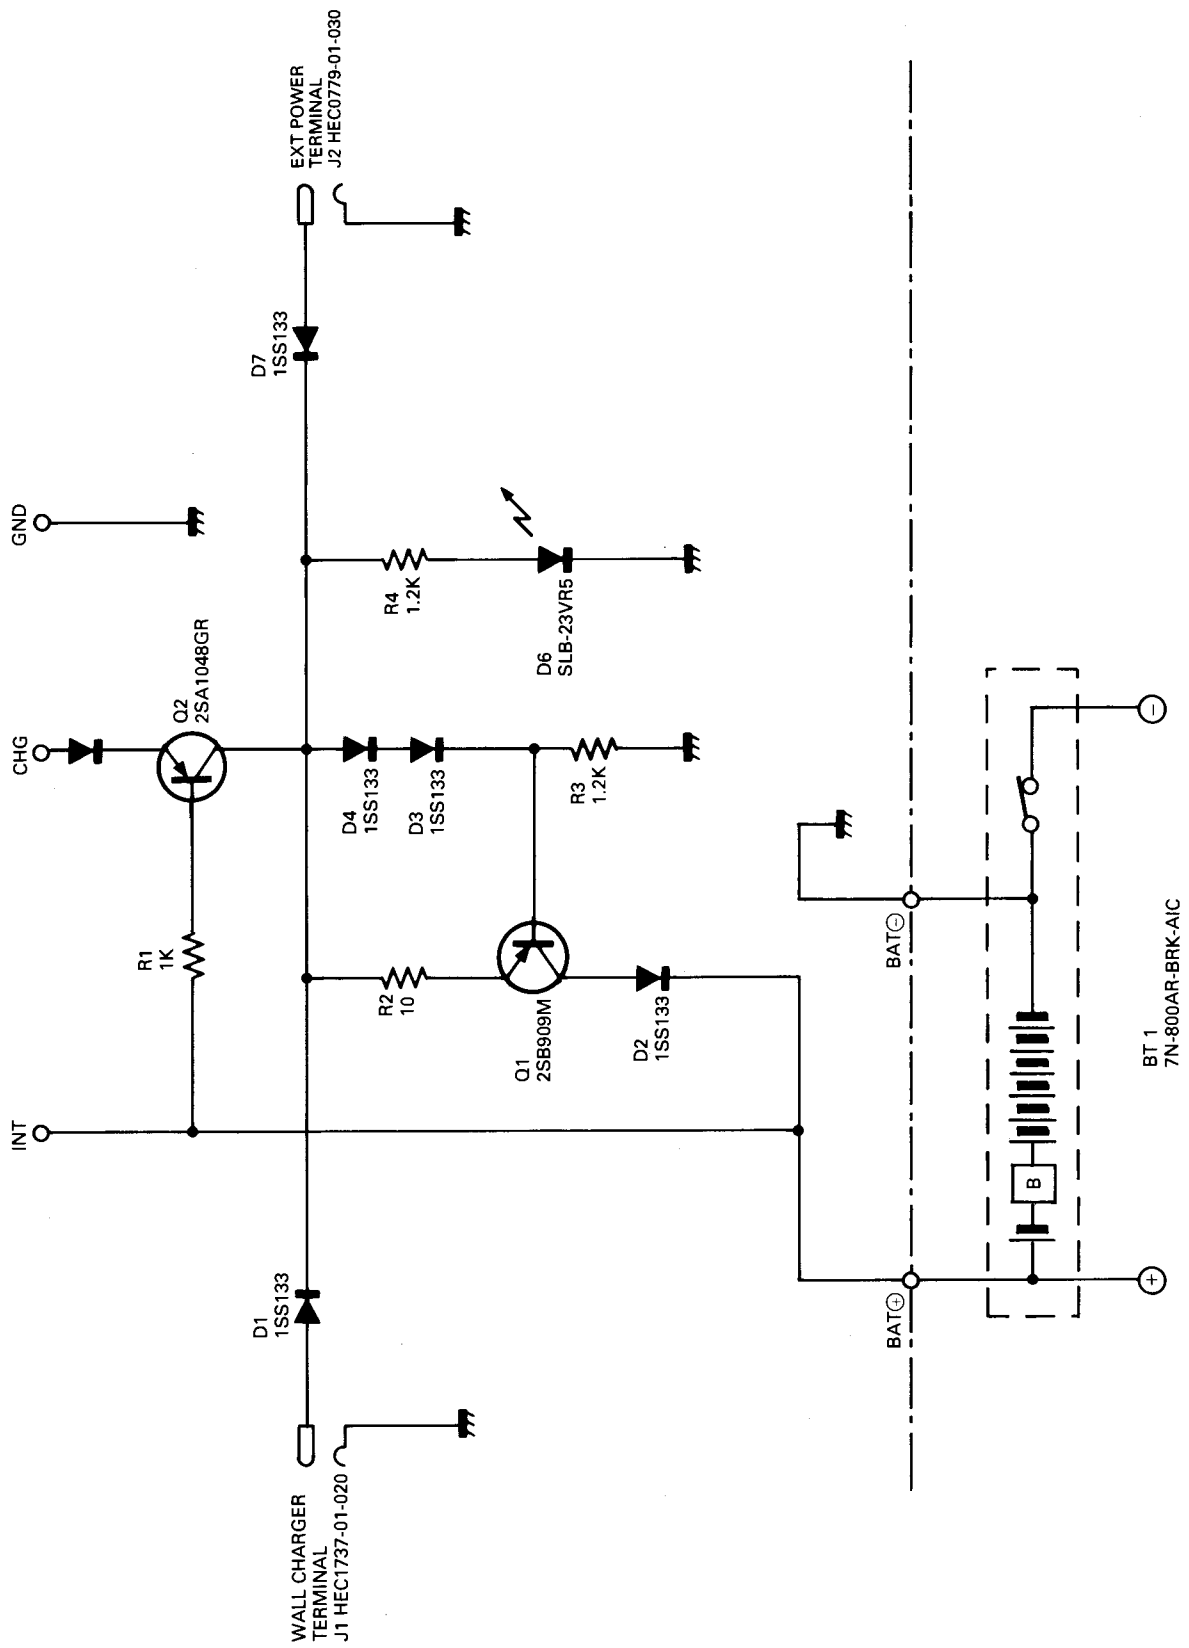 WALL CHARGER
TERMINAL
J1 HEC1737-01-020
D1
1SS133
INT
R1
1K
Q2
2SA1048GR
CHG
GND
D7
1SS133
EXT POWER
TERMINAL
J2 HEC0779-01-030
R2
10
D4
1SS133
D3
1SS133
R4
1.2K
Q1
2SB909M
D2
1SS133
R3
1.2K
D6
SLB-23VR5
BAT⊕
BAT⊖
B
+
−
BT 1
7N-800AR-BRK-AIC